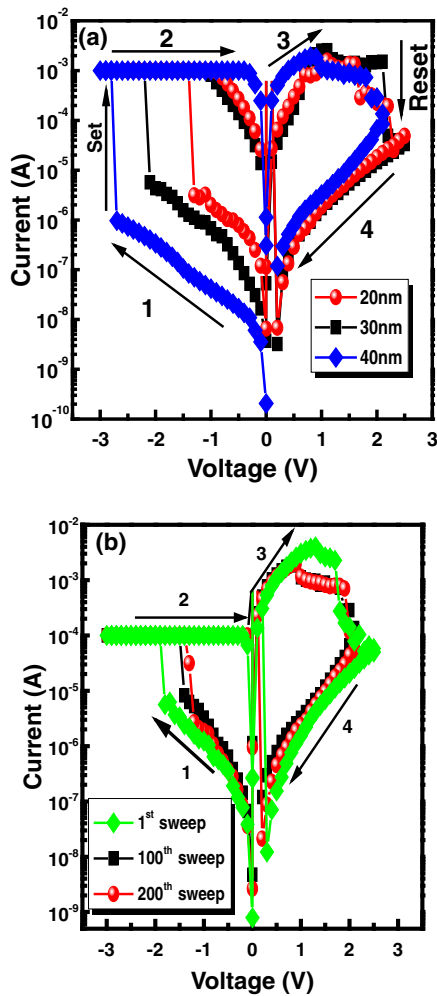 (a)
2
3
Set
Reset
1
4
20nm
30nm
40nm
10⁻²
10⁻³
10⁻⁴
10⁻⁵
10⁻⁶
10⁻⁷
10⁻⁸
10⁻⁹
10⁻¹⁰
Current (A)
-3 -2 -1 0 1 2 3
Voltage (V)
(b)
2
3
1
4
1st sweep
100th sweep
200th sweep
10⁻²
10⁻³
10⁻⁴
10⁻⁵
10⁻⁶
10⁻⁷
10⁻⁸
10⁻⁹
Current (A)
-3 -2 -1 0 1 2 3
Voltage (V)